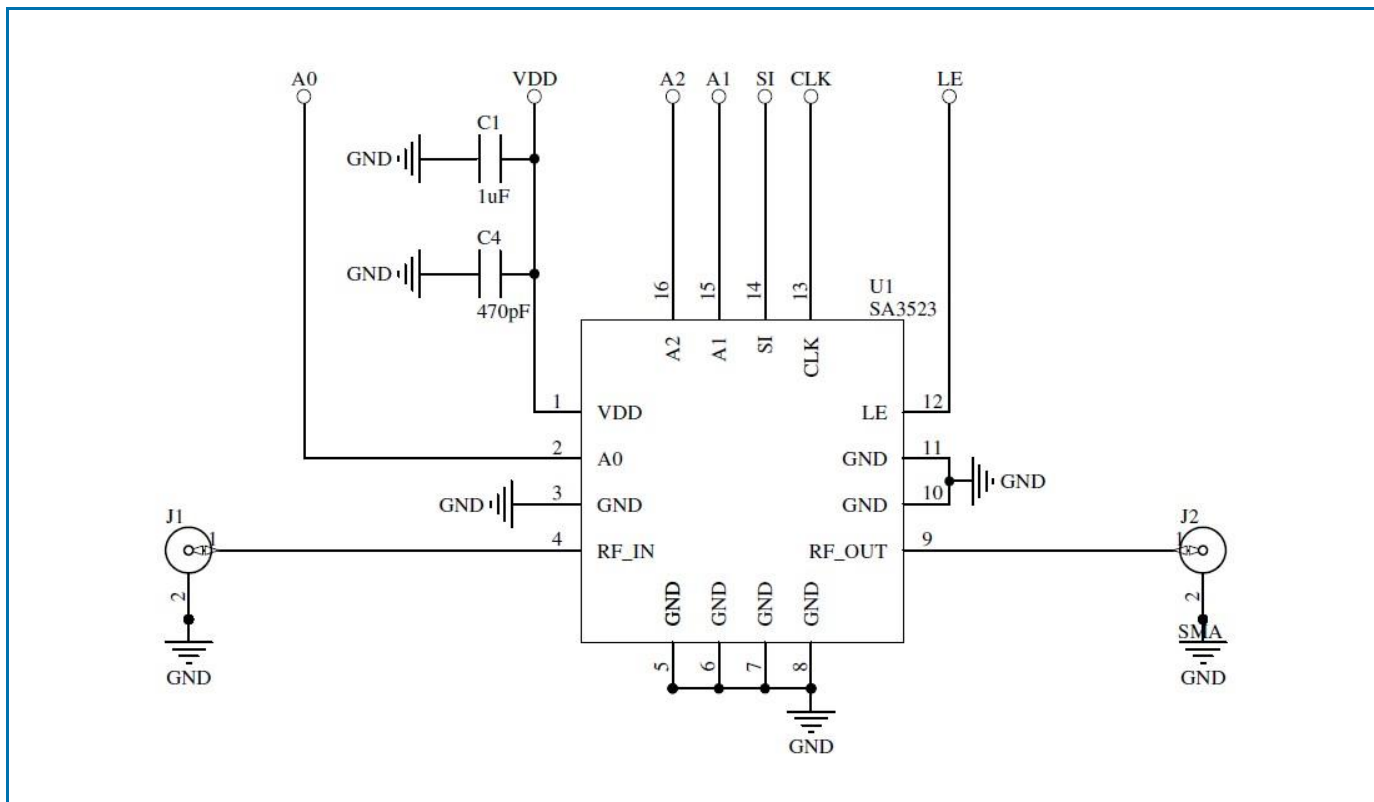 A0
VDD
A2
A1
SI
CLK
LE
C1
GND
1uF
C4
GND
470pF
16
15
14
13
U1
SA3523
A2
A1
SI
CLK
1
VDD
LE
12
2
A0
GND
11
GND
3
GND
GND
10
GND
J1
1
4
RF_IN
RF_OUT
9
J2
1
2
GND
GND
GND
GND
2
SMA
GND
5
6
7
8
GND
GND